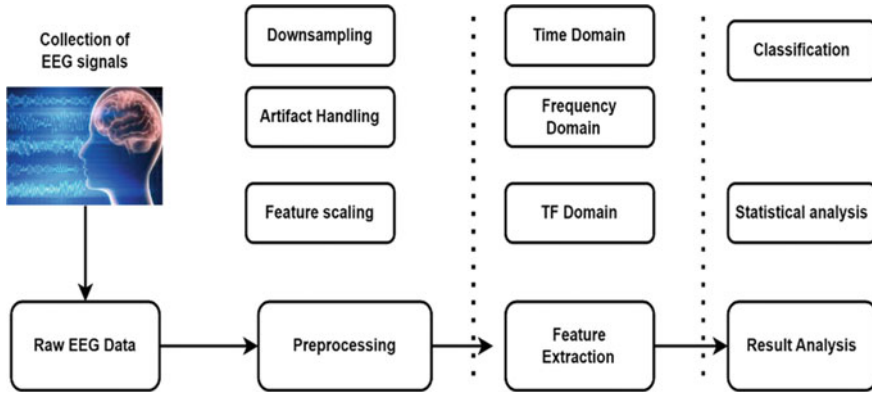 Collection of
EEG signals
Downsampling
Artifact Handling
Feature scaling
Time Domain
Frequency
Domain
TF Domain
Classification
Statistical analysis
Raw EEG Data
Preprocessing
Feature
Extraction
Result Analysis